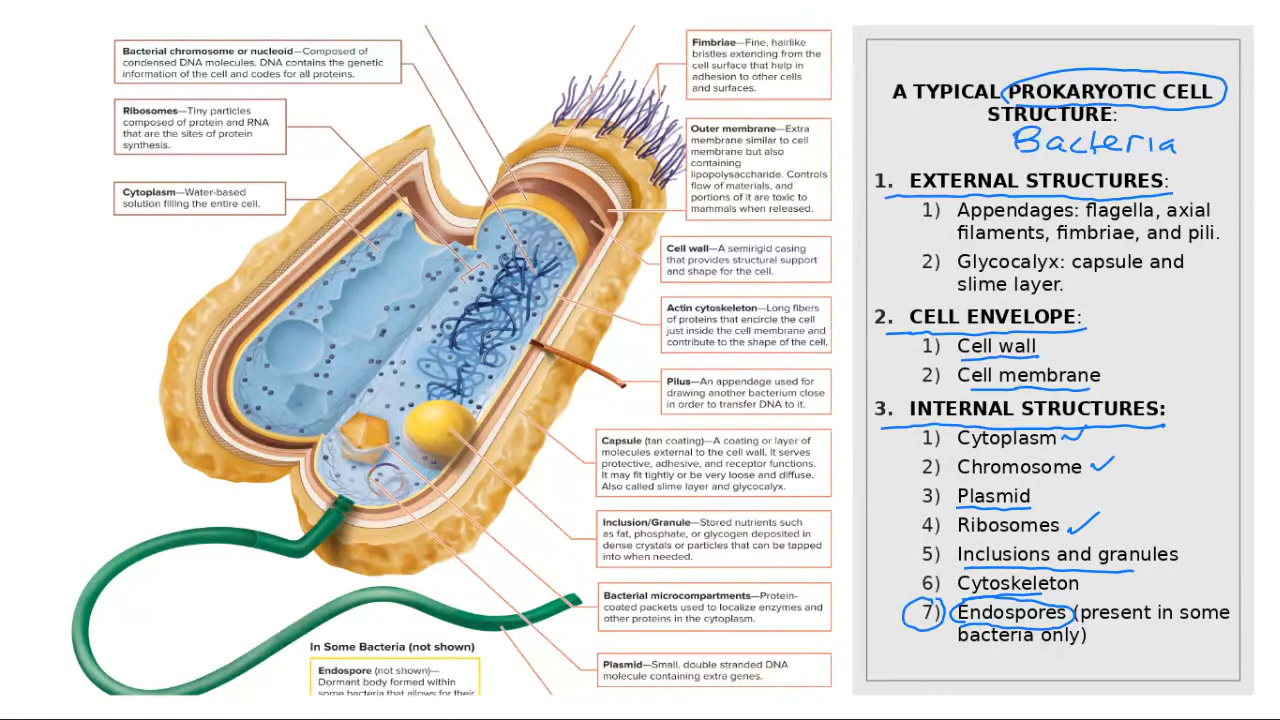 Bacterial chromosome or nucleoid—Composed of
condensed DNA molecules. DNA contains the genetic
information of the cell and codes for all proteins.
Ribosomes—Tiny particles
composed of protein and RNA
that are the sites of protein
synthesis.
Cytoplasm—Water-based
solution filling the entire cell.
In Some Bacteria (not shown)
Endospore (not shown)—
Dormant body formed within
some bacteria that allows for their
Fimbriae—Fine, hairlike
bristles extending from the
cell surface that help in
adhesion to other cells
and surfaces.
Outer membrane—Extra
membrane similar to cell
membrane but also
containing
lipopolysaccharide. Controls
flow of materials, and
portions of it are toxic to
mammals when released.
Cell wall—A semirigid casing
that provides structural support
and shape for the cell.
Actin cytoskeleton—Long fibers
of proteins that encircle the cell
just inside the cell membrane and
contribute to the shape of the cell.
Pilus—An appendage used for
drawing another bacterium close
in order to transfer DNA to it.
Capsule (tan coating)—A coating or layer of
molecules external to the cell wall. It serves
protective, adhesive, and receptor functions.
It may fit tightly or be very loose and diffuse.
Also called slime layer and glycocalyx.
Inclusion/Granule—Stored nutrients such
as fat, phosphate, or glycogen deposited in
dense crystals or particles that can be tapped
into when needed.
Bacterial microcompartments—Protein-
coated packets used to localize enzymes and
other proteins in the cytoplasm.
Plasmid—Small, double stranded DNA
molecule containing extra genes.
A TYPICAL PROKARYOTIC CELL
STRUCTURE:
Bacteria
1. EXTERNAL STRUCTURES:
1) Appendages: flagella, axial
filaments, fimbriae, and pili.
2) Glycocalyx: capsule and
slime layer.
2. CELL ENVELOPE:
1) Cell wall
2) Cell membrane
3. INTERNAL STRUCTURES:
1) Cytoplasm
2) Chromosome
3) Plasmid
4) Ribosomes
5) Inclusions and granules
6) Cytoskeleton
7) Endospores (present in some
bacteria only)